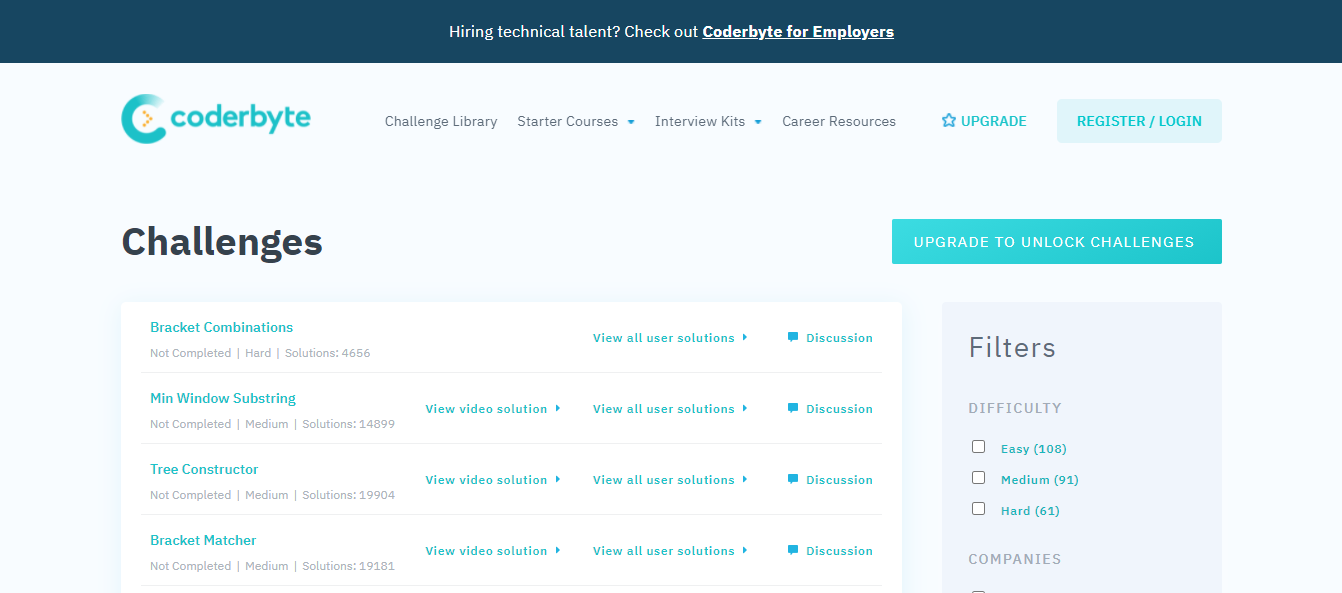 Hiring technical talent? Check out Coderbyte for Employers
coderbyte
Challenge Library Starter Courses Interview Kits Career Resources UPGRADE REGISTER / LOGIN
Challenges
UPGRADE TO UNLOCK CHALLENGES
Bracket Combinations
Not Completed | Hard | Solutions: 4656
View all user solutions Discussion
Min Window Substring
Not Completed | Medium | Solutions: 14899
View video solution View all user solutions Discussion
Tree Constructor
Not Completed | Medium | Solutions: 19904
View video solution View all user solutions Discussion
Bracket Matcher
Not Completed | Medium | Solutions: 19181
View video solution View all user solutions Discussion
Filters
DIFFICULTY
Easy (108)
Medium (91)
Hard (61)
COMPANIES